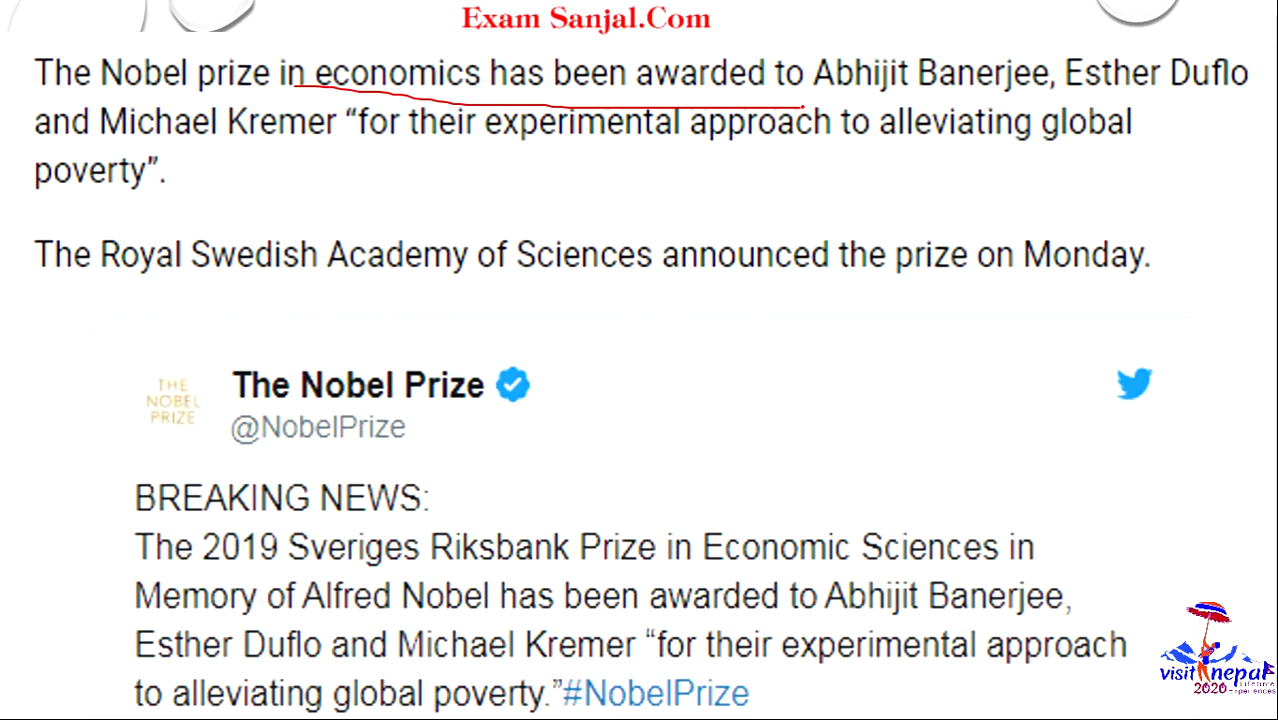 Exam Sanjal.Com
The Nobel prize in economics has been awarded to Abhijit Banerjee, Esther Duflo
and Michael Kremer “for their experimental approach to alleviating global
poverty”.
The Royal Swedish Academy of Sciences announced the prize on Monday.
THE
NOBEL
PRIZE
The Nobel Prize
@NobelPrize
BREAKING NEWS:
The 2019 Sveriges Riksbank Prize in Economic Sciences in
Memory of Alfred Nobel has been awarded to Abhijit Banerjee,
Esther Duflo and Michael Kremer “for their experimental approach
to alleviating global poverty.”#NobelPrize
visit nepal
2020 Lifetime
Experiences